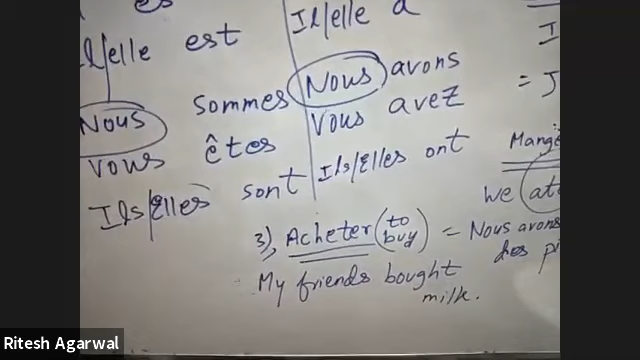 es
Il/elle est
Nous sommes
vous êtes
Ils/Elles sont
Il/elle a
Nous avons
Vous avez
Ils/Elles ont
I
= J
We ate
= Nous avons
des
3), Acheter (to buy)
My friends bought
milk.
Ritesh Agarwal